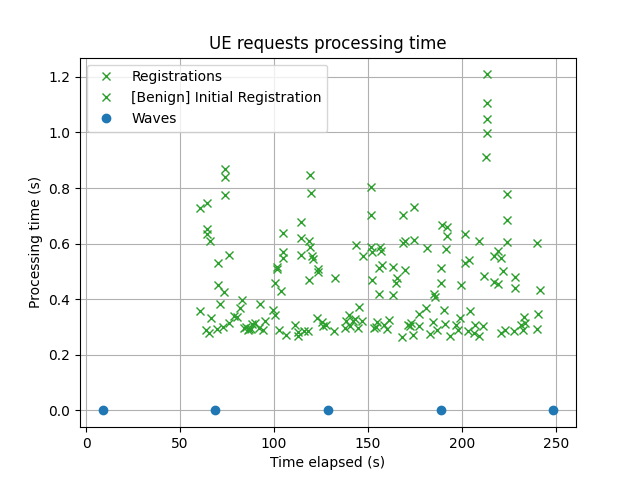 UE requests processing time
Registrations
[Benign] Initial Registration
Waves
1.2
1.0
0.8
0.6
0.4
0.2
0.0
Processing time (s)
0 50 100 150 200 250
Time elapsed (s)